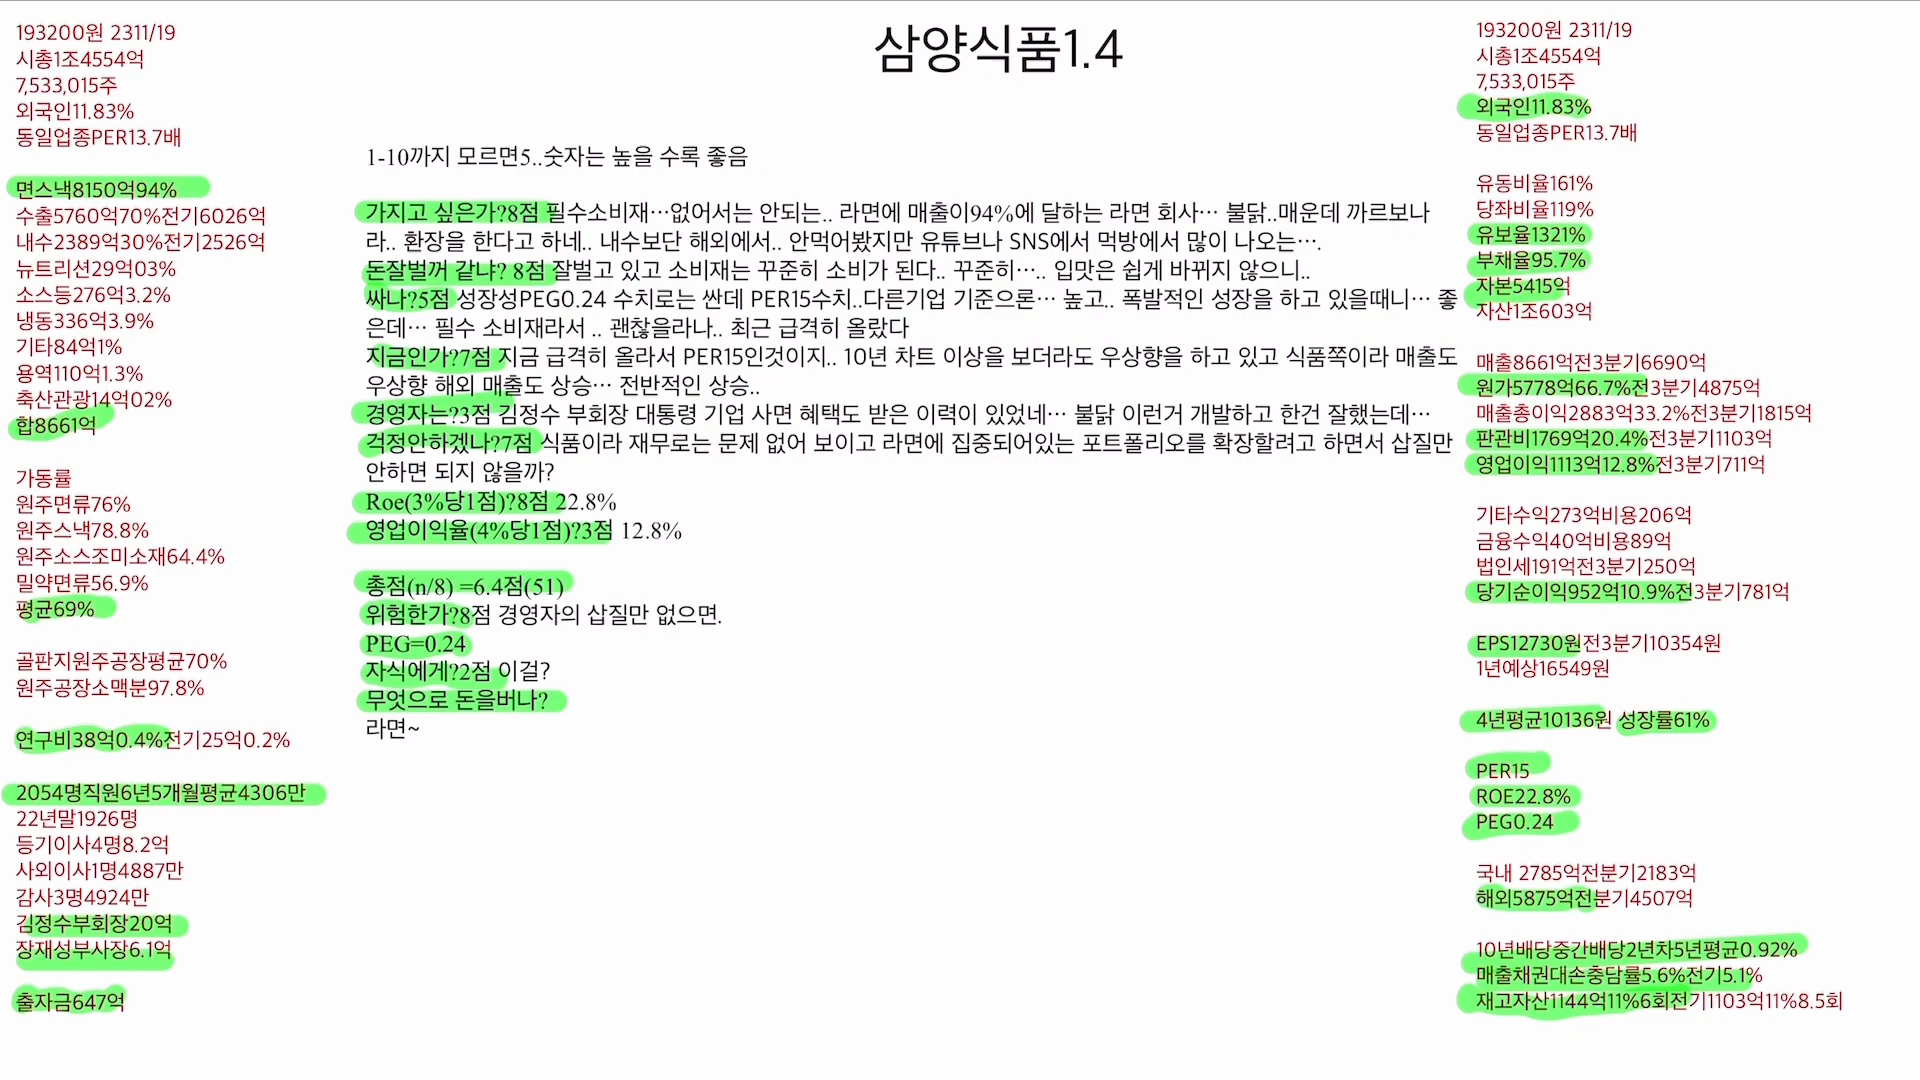 삼양식품1.4
193200원 2311/19
시총1조4554억
7,533,015주
외국인11.83%
동일업종PER13.7배
면스낵8150억94%
수출5760억70%전기6026억
내수2389억30%전기2526억
뉴트리션29억03%
소스등276억3.2%
냉동336억3.9%
기타84억1%
용역110억1.3%
축산관광14억02%
합8661억
가동률
원주면류76%
원주스낵78.8%
원주소스조미소재64.4%
밀약면류56.9%
평균69%
골판지원주공장평균70%
원주공장소맥분97.8%
연구비38억0.4%전기25억0.2%
2054명직원6년5개월평균4306만
22년말1926명
등기이사4명8.2억
사외이사1명4887만
감사3명4924만
김정수부회장20억
장재성부사장6.1억
출자금647억
1-10까지 모르면5..숫자는 높을 수록 좋음
가지고 싶은가?8점 필수소비재…없어서는 안되는.. 라면에 매출이94%에 달하는 라면 회사… 불닭..매운데 까르보나
라.. 환장을 한다고 하네.. 내수보단 해외에서.. 안먹어봤지만 유튜브나 SNS에서 먹방에서 많이 나오는….
돈잘벌꺼 같냐? 8점 잘벌고 있고 소비재는 꾸준히 소비가 된다.. 꾸준히….. 입맛은 쉽게 바뀌지 않으니..
싸나?5점 성장성PEG0.24 수치로는 싼데 PER15수치..다른기업 기준으론… 높고.. 폭발적인 성장을 하고 있을때니… 좋
은데… 필수 소비재라서 .. 괜찮을라나.. 최근 급격히 올랐다
지금인가?7점 지금 급격히 올라서 PER15인것이지.. 10년 차트 이상을 보더라도 우상향을 하고 있고 식품쪽이라 매출도
우상향 해외 매출도 상승… 전반적인 상승..
경영자는?3점 김정수 부회장 대통령 기업 사면 혜택도 받은 이력이 있었네… 불닭 이런거 개발하고 한건 잘했는데…
걱정안하겠나?7점 식품이라 재무로는 문제 없어 보이고 라면에 집중되어있는 포트폴리오를 확장할려고 하면서 삽질만
안하면 되지 않을까?
Roe(3%당1점)?8점 22.8%
영업이익율(4%당1점)?3점 12.8%
총점(n/8) =6.4점(51)
위험한가?8점 경영자의 삽질만 없으면.
PEG=0.24
자식에게?2점 이걸?
무엇으로 돈을버나?
라면~
193200원 2311/19
시총1조4554억
7,533,015주
외국인11.83%
동일업종PER13.7배
유동비율161%
당좌비율119%
유보율1321%
부채율95.7%
자본5415억
자산1조603억
매출8661억전3분기6690억
원가5778억66.7%전3분기4875억
매출총이익2883억33.2%전3분기1815억
판관비1769억20.4%전3분기1103억
영업이익1113억12.8%전3분기711억
기타수익273억비용206억
금융수익40억비용89억
법인세191억전3분기250억
당기순이익952억10.9%전3분기781억
EPS12730원전3분기10354원
1년예상16549원
4년평균10136원 성장률61%
PER15
ROE22.8%
PEG0.24
국내 2785억전분기2183억
해외5875억전분기4507억
10년배당중간배당2년차5년평균0.92%
매출채권대손충담률5.6%전기5.1%
재고자산1144억11%6회전기1103억11%8.5회